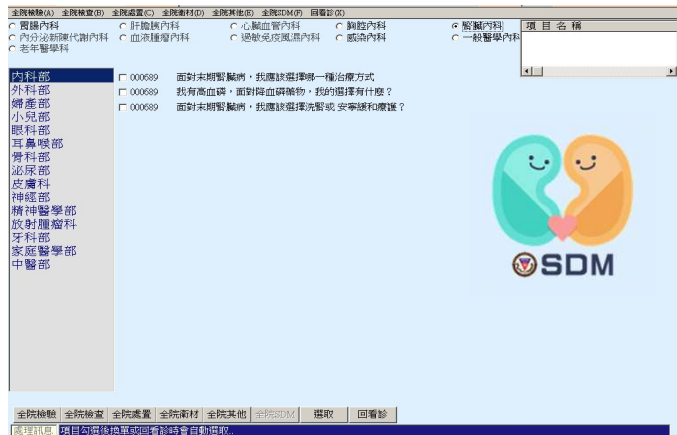 全院檢驗(A) 全院檢查(B) 全院處置(C) 全院衛材(D) 全院其他(E) 全院SDM(F) 回看診(X)
胃腸內科 肝膽胰內科 心臟血管內科 胸腔內科 腎臟內科 項 目 名 稱
內分泌新陳代謝內科 血液腫瘤科 過敏免疫風濕內科 感染內科 一般醫學內科
老年醫學科
內科部 000689 面對末期腎臟病，我應該選擇哪一種治療方式
外科部 000689 我有高血磷，面對降血磷藥物，我的選擇有什麼？
婦產部 000689 面對末期腎臟病，我應該選擇洗腎或 安寧緩和療護？
小兒部
眼科部
耳鼻喉部
骨科部
泌尿部
皮膚科
神經部
精神醫學部
放射腫瘤科
牙科部
家庭醫學部
中醫部
SDM
全院檢驗 全院檢查 全院處置 全院衛材 全院其他 全院SDM 選取 回看診
處理訊息 項目勾選後換單或回看診時會自動選取..